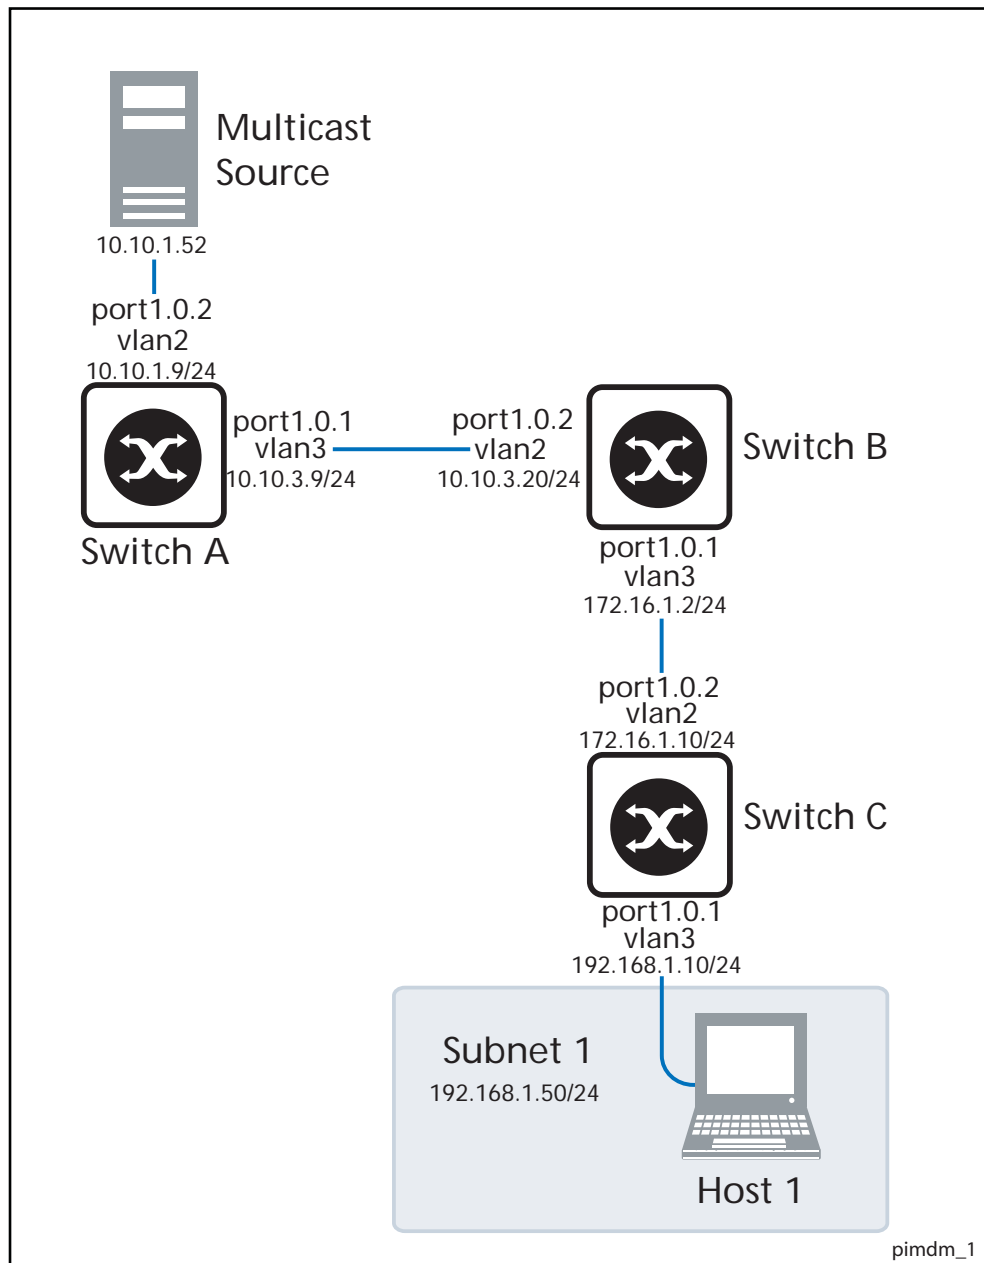 Multicast
Source
10.10.1.52
port1.0.2
vlan2
10.10.1.9/24
port1.0.1
vlan3
10.10.3.9/24
Switch A
port1.0.2
vlan2
10.10.3.20/24
Switch B
port1.0.1
vlan3
172.16.1.2/24
port1.0.2
vlan2
172.16.1.10/24
Switch C
port1.0.1
vlan3
192.168.1.10/24
Subnet 1
192.168.1.50/24
Host 1
pimdm_1